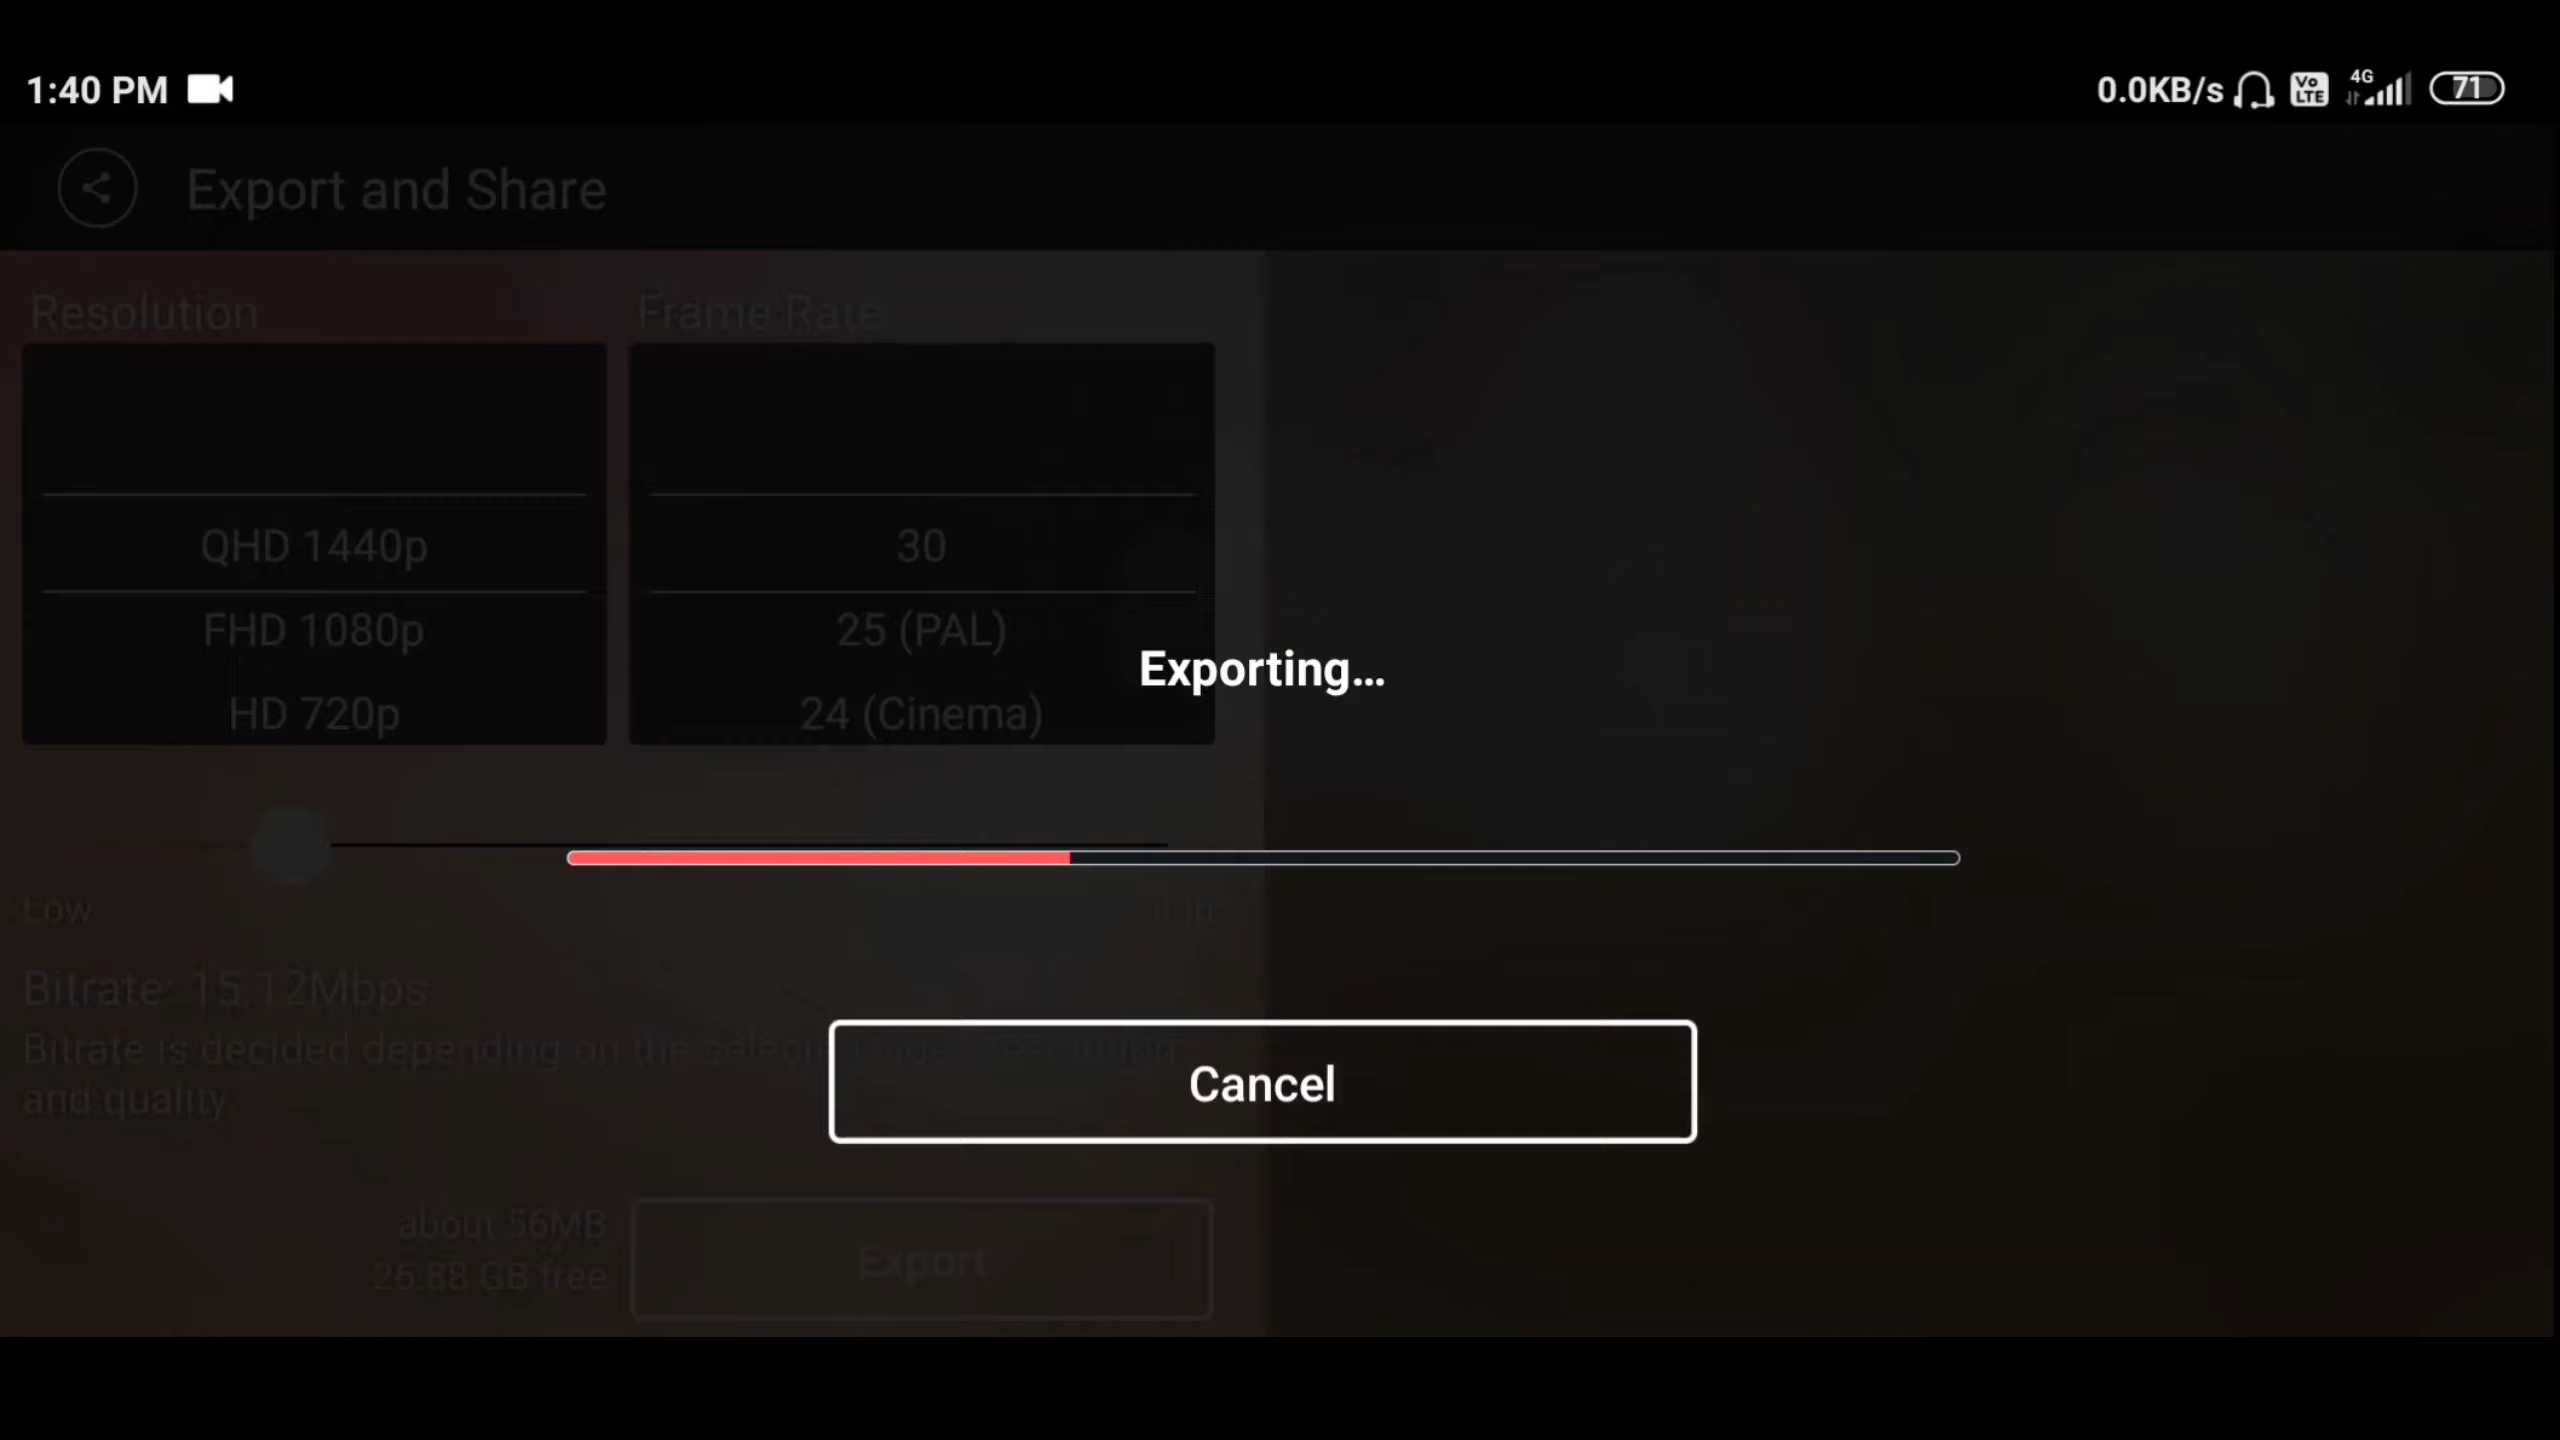 1:40 PM
0.0KB/s Vo LTE 4G 71
Export and Share
Resolution
Frame Rate
QHD 1440p
30
FHD 1080p
25 (PAL)
HD 720p
24 (Cinema)
Exporting...
Low
Bitrate: 15.12Mbps
Bitrate is decided depending on the
and quality.
Cancel
about 56MB
26.88 GB free
Export